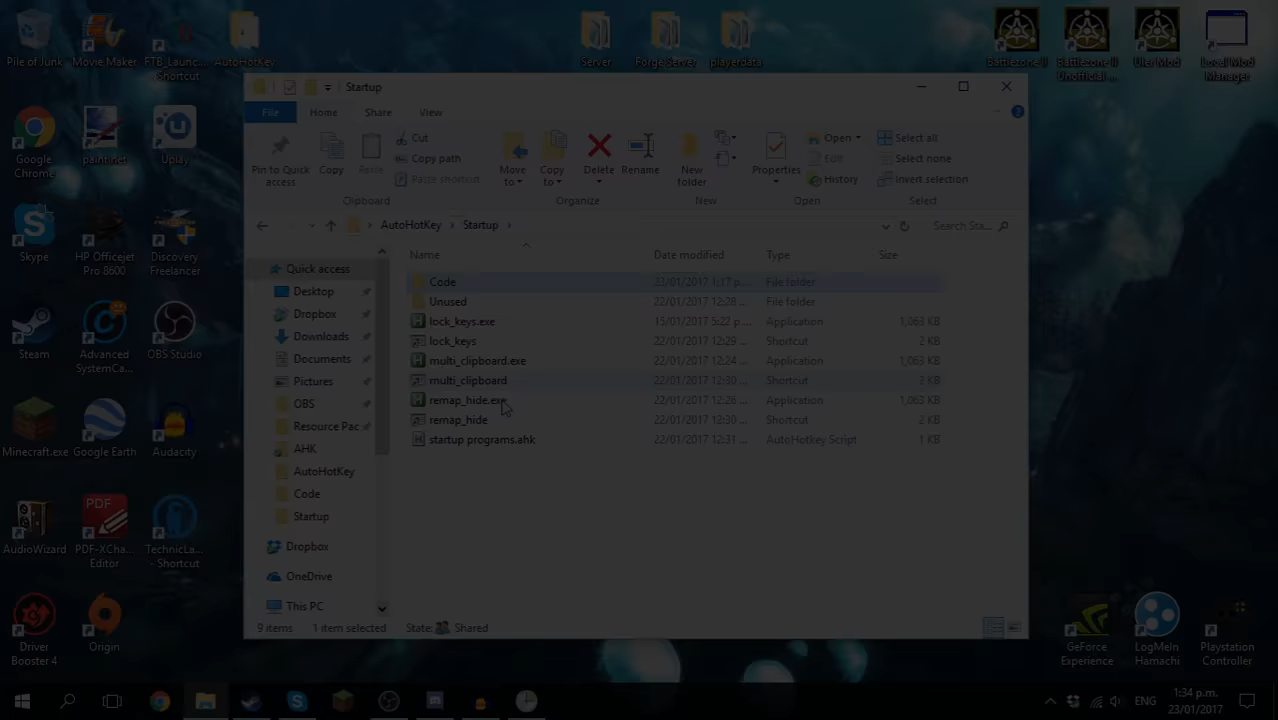 Pile of Junk
Movie Maker
FTB_Launc...
Shortcut
AutoHotKey
Server
Forge Server
playerdata
Battlezone II
Battlezone II
Unofficial ...
Uler Mod
Local Mod
Manager
Startup
File
Home
Share
View
Pin to Quick
access
Copy
Paste
Cut
Copy path
Paste shortcut
Clipboard
Move
to
Copy
to
Delete
Rename
Organize
New
folder
New
Properties
Open
Edit
History
Open
Select all
Select none
Invert selection
Select
AutoHotKey
Startup
Search Sta...
Name
Date modified
Type
Size
Code 22/01/2017 1:17 p... File folder
Unused 22/01/2017 12:28 ... File folder
lock_keys.exe 15/01/2017 5:22 p... Application 1,063 KB
lock_keys 22/01/2017 12:29 ... Shortcut 2 KB
multi_clipboard.exe 22/01/2017 12:24 ... Application 1,063 KB
multi_clipboard 22/01/2017 12:30 ... Shortcut 2 KB
remap_hide.exe 22/01/2017 12:26 ... Application 1,063 KB
remap_hide 22/01/2017 12:30 ... Shortcut 2 KB
startup programs.ahk 22/01/2017 12:31 ... AutoHotkey Script 1 KB
Quick access
Desktop
Dropbox
Downloads
Documents
Pictures
OBS
Resource Pac
AHK
AutoHotKey
Code
Startup
Dropbox
OneDrive
This PC
9 items
1 item selected
State:
Shared
Google
Chrome
paint.net
Uplay
Skype
HP Officejet
Pro 8600
Discovery
Freelancer
Steam
Advanced
SystemCa...
OBS Studio
Minecraft.exe
Google Earth
Audacity
AudioWizard
PDF
PDF-XCha...
Editor
TechnicLa...
- Shortcut
Driver
Booster 4
Origin
GeForce
Experience
LogMeIn
Hamachi
Playstation
Controller
ENG
1:34 p.m.
23/01/2017